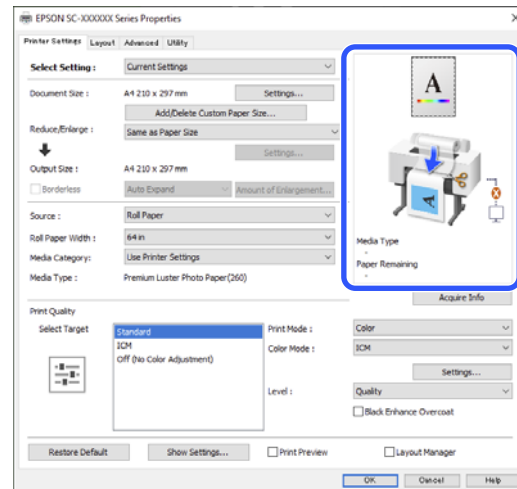 EPSON SC-XXXXXX Series Properties
Printer Settings Layout Advanced Utility
Select Setting : Current Settings
Document Size : A4 210 x 297 mm Settings...
Add/Delete Custom Paper Size...
Reduce/Enlarge : Same as Paper Size
Settings...
Output Size : A4 210 x 297 mm
Borderless Auto Expand Amount of Enlargement...
Source : Roll Paper
Roll Paper Width : 64 in
Media Category: Use Printer Settings
Media Type : Premium Luster Photo Paper(260)
A
A
Media Type
-
Paper Remaining
-
Acquire Info
Print Quality
Select Target
Standard
ICM
Off (No Color Adjustment)
Print Mode : Color
Color Mode : ICM
Settings...
Level : Quality
Black Enhance Overcoat
Restore Default Show Settings... Print Preview Layout Manager
OK Cancel Help